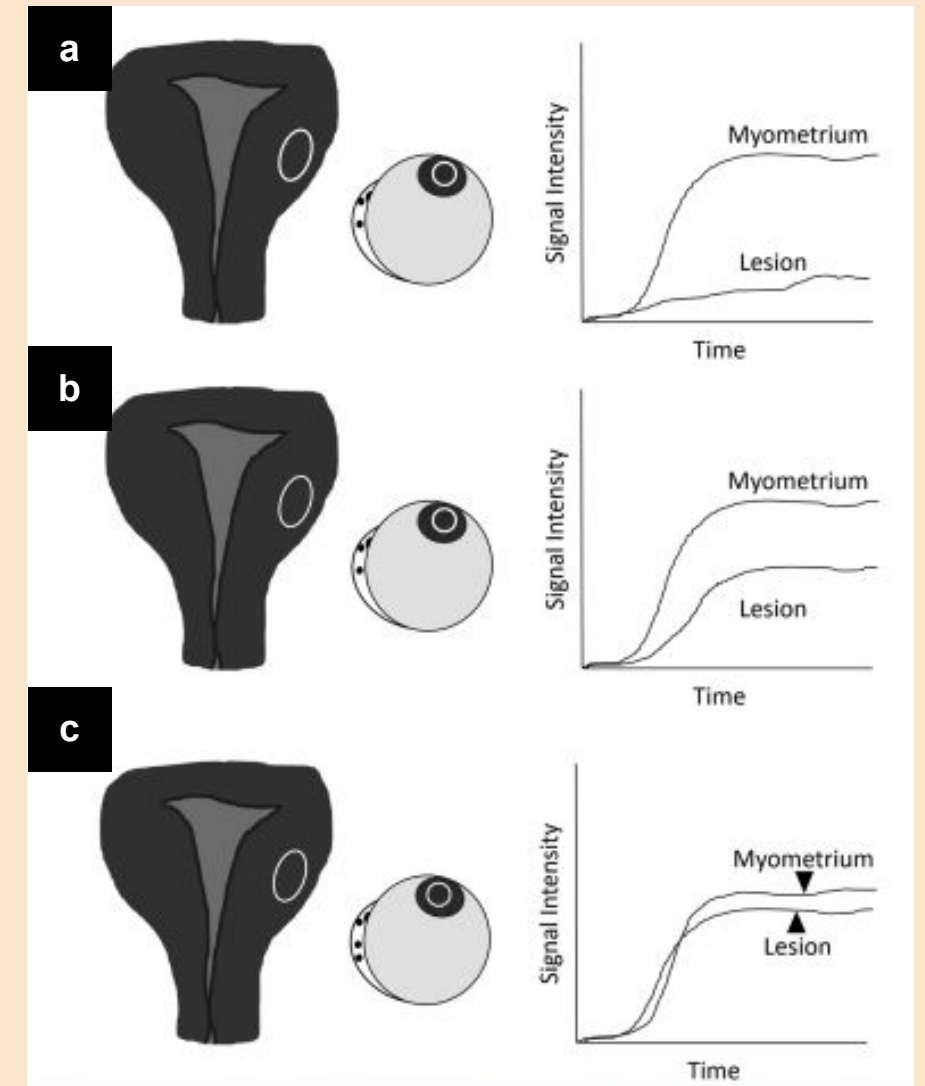 a
Signal Intensity
Myometrium
Lesion
Time
b
Signal Intensity
Myometrium
Lesion
Time
c
Signal Intensity
Myometrium
Lesion
Time